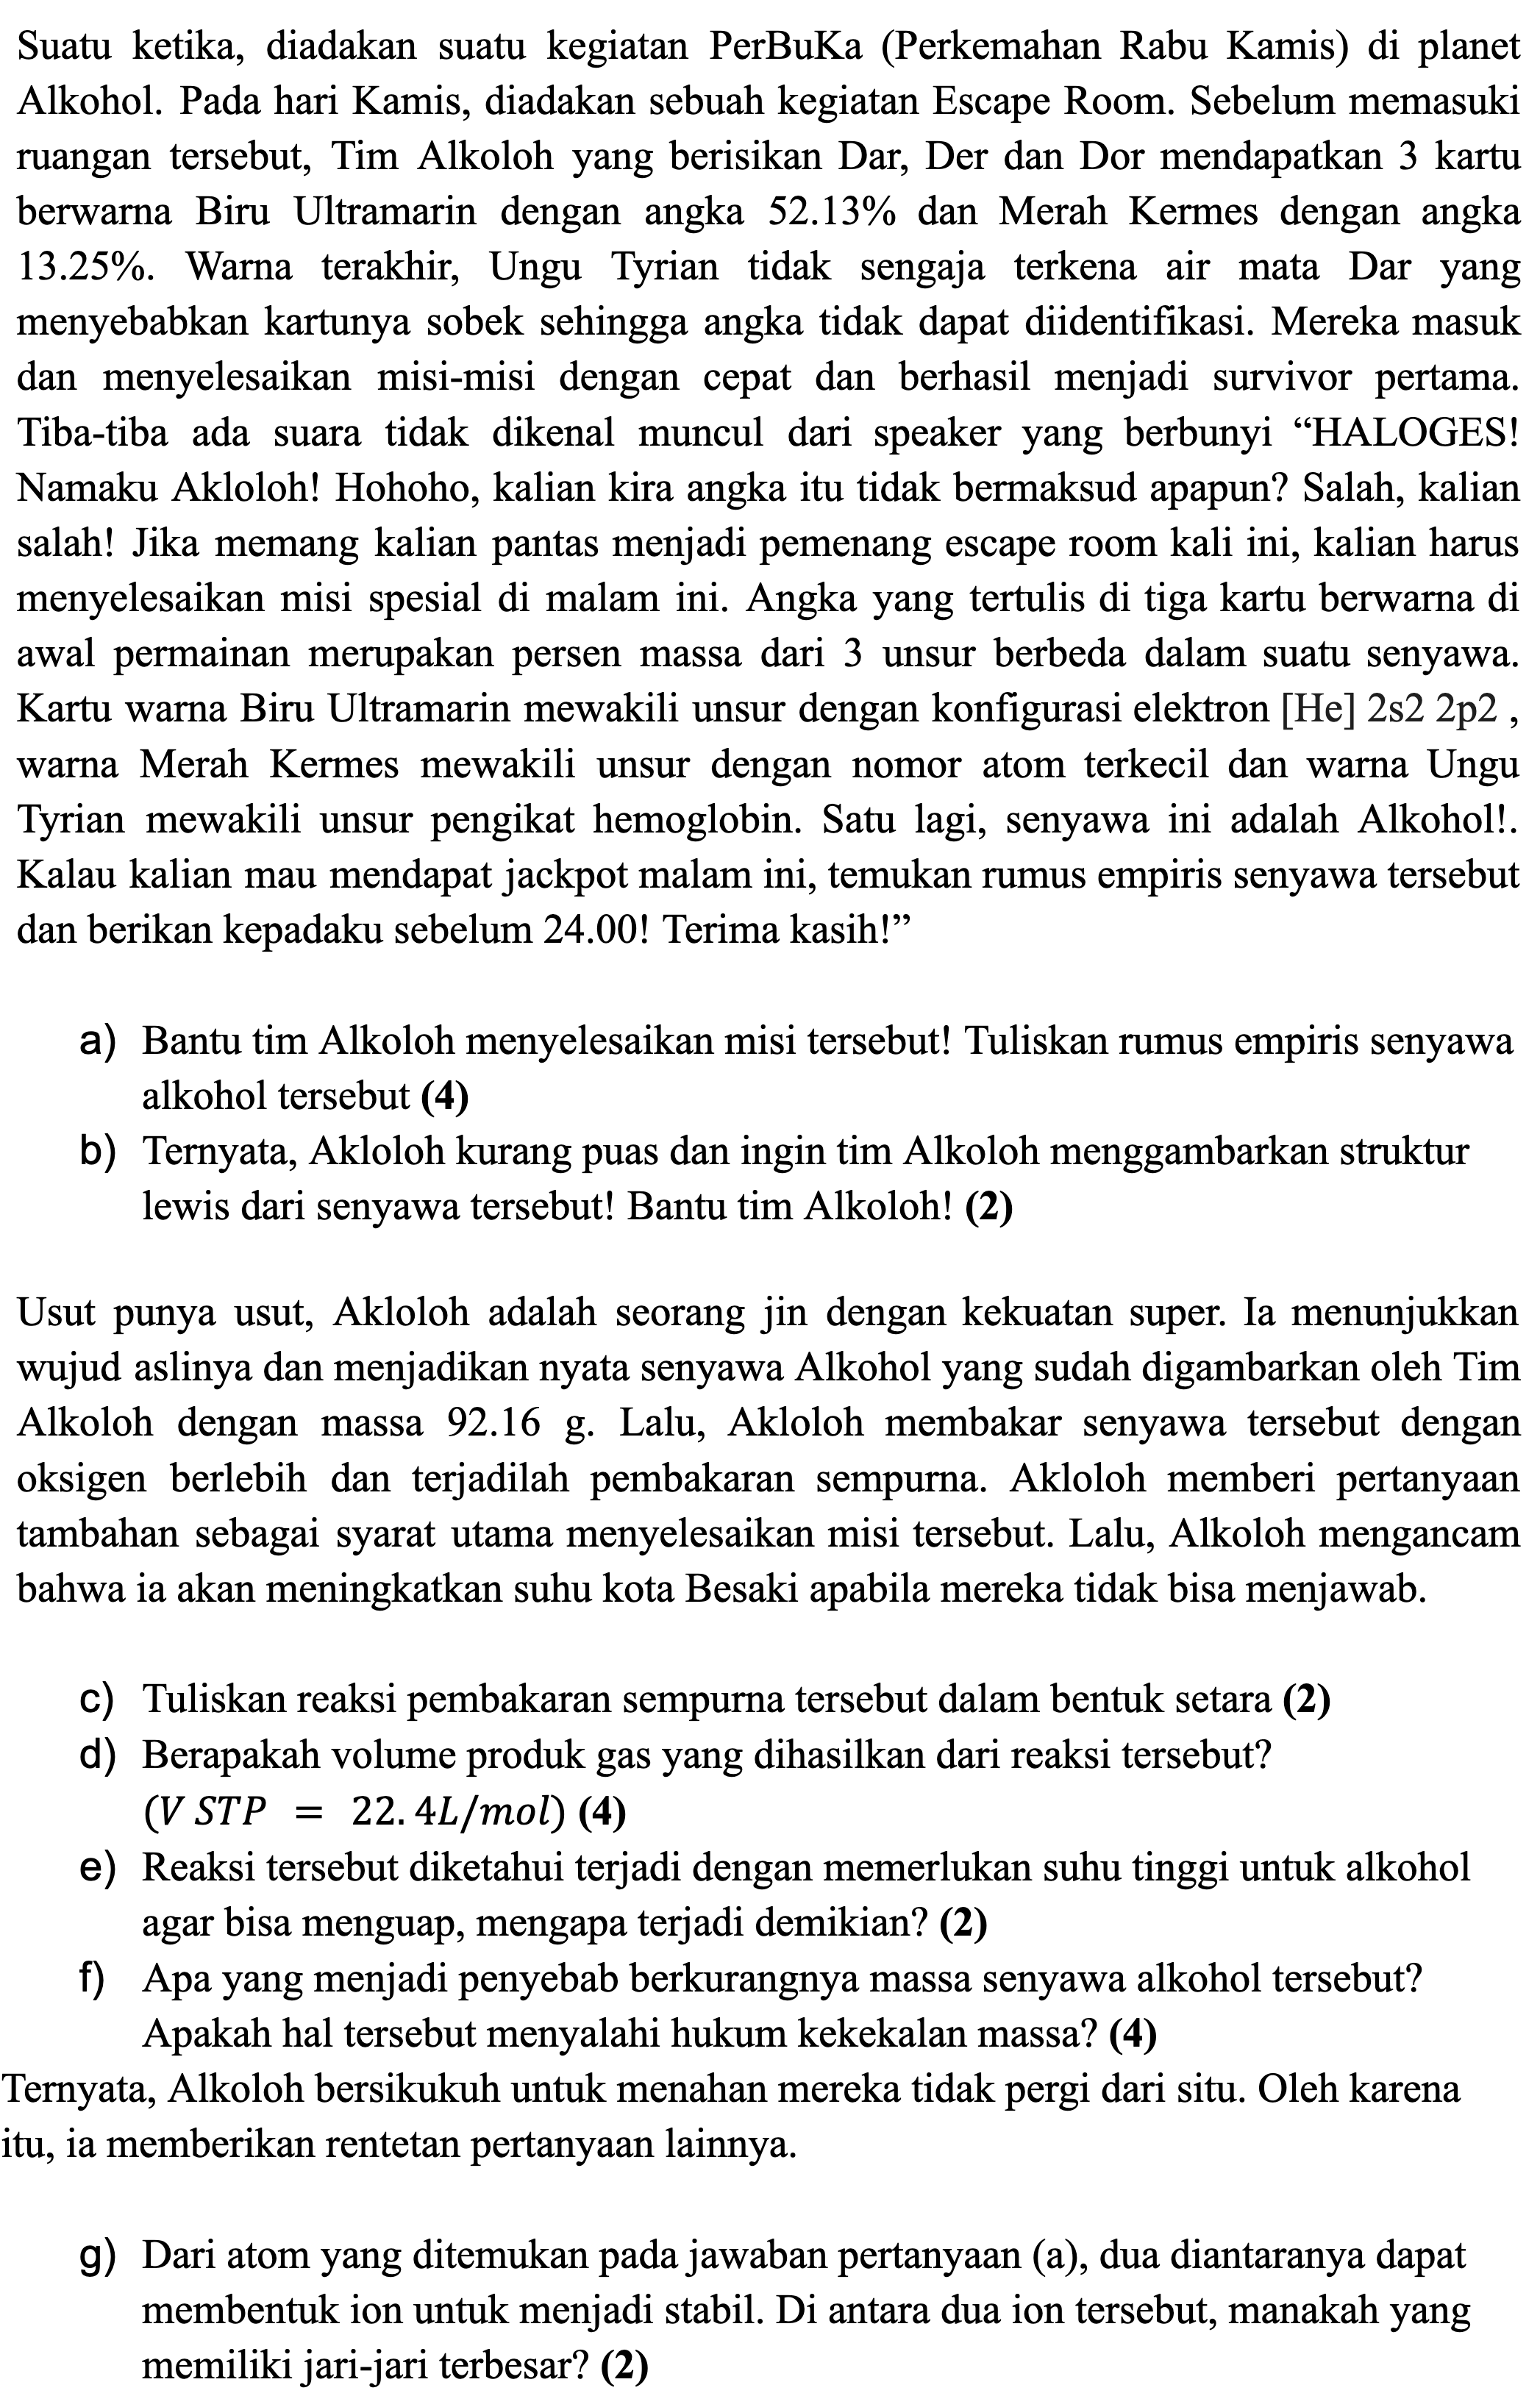 Suatu ketika, diadakan suatu kegiatan PerBuKa (Perkemahan Rabu Kamis) di planet
Alkohol. Pada hari Kamis, diadakan sebuah kegiatan Escape Room. Sebelum memasuki
ruangan tersebut, Tim Alkoloh yang berisikan Dar, Der dan Dor mendapatkan 3 kartu
berwarna Biru Ultramarin dengan angka 52.13% dan Merah Kermes dengan angka
13.25%. Warna terakhir, Ungu Tyrian tidak sengaja terkena air mata Dar yang
menyebabkan kartunya sobek sehingga angka tidak dapat diidentifikasi. Mereka masuk
dan menyelesaikan misi-misi dengan cepat dan berhasil menjadi survivor pertama.
Tiba-tiba ada suara tidak dikenal muncul dari speaker yang berbunyi “HALOGES!
Namaku Akloloh! Hohoho, kalian kira angka itu tidak bermaksud apapun? Salah, kalian
salah! Jika memang kalian pantas menjadi pemenang escape room kali ini, kalian harus
menyelesaikan misi spesial di malam ini. Angka yang tertulis di tiga kartu berwarna di
awal permainan merupakan persen massa dari 3 unsur berbeda dalam suatu senyawa.
Kartu warna Biru Ultramarin mewakili unsur dengan konfigurasi elektron [He] 2s2 2p2 ,
warna Merah Kermes mewakili unsur dengan nomor atom terkecil dan warna Ungu
Tyrian mewakili unsur pengikat hemoglobin. Satu lagi, senyawa ini adalah Alkohol!.
Kalau kalian mau mendapat jackpot malam ini, temukan rumus empiris senyawa tersebut
dan berikan kepadaku sebelum 24.00! Terima kasih!”
a) Bantu tim Alkoloh menyelesaikan misi tersebut! Tuliskan rumus empiris senyawa
alkohol tersebut (4)
b) Ternyata, Akloloh kurang puas dan ingin tim Alkoloh menggambarkan struktur
lewis dari senyawa tersebut! Bantu tim Alkoloh! (2)
Usut punya usut, Akloloh adalah seorang jin dengan kekuatan super. Ia menunjukkan
wujud aslinya dan menjadikan nyata senyawa Alkohol yang sudah digambarkan oleh Tim
Alkoloh dengan massa 92.16 g. Lalu, Akloloh membakar senyawa tersebut dengan
oksigen berlebih dan terjadilah pembakaran sempurna. Akloloh memberi pertanyaan
tambahan sebagai syarat utama menyelesaikan misi tersebut. Lalu, Alkoloh mengancam
bahwa ia akan meningkatkan suhu kota Besaki apabila mereka tidak bisa menjawab.
c) Tuliskan reaksi pembakaran sempurna tersebut dalam bentuk setara (2)
d) Berapakah volume produk gas yang dihasilkan dari reaksi tersebut?
(V STP = 22.4L/mol) (4)
e) Reaksi tersebut diketahui terjadi dengan memerlukan suhu tinggi untuk alkohol
agar bisa menguap, mengapa terjadi demikian? (2)
f) Apa yang menjadi penyebab berkurangnya massa senyawa alkohol tersebut?
Apakah hal tersebut menyalahi hukum kekekalan massa? (4)
Ternyata, Alkoloh bersikukuh untuk menahan mereka tidak pergi dari situ. Oleh karena
itu, ia memberikan rentetan pertanyaan lainnya.
g) Dari atom yang ditemukan pada jawaban pertanyaan (a), dua diantaranya dapat
membentuk ion untuk menjadi stabil. Di antara dua ion tersebut, manakah yang
memiliki jari-jari terbesar? (2)